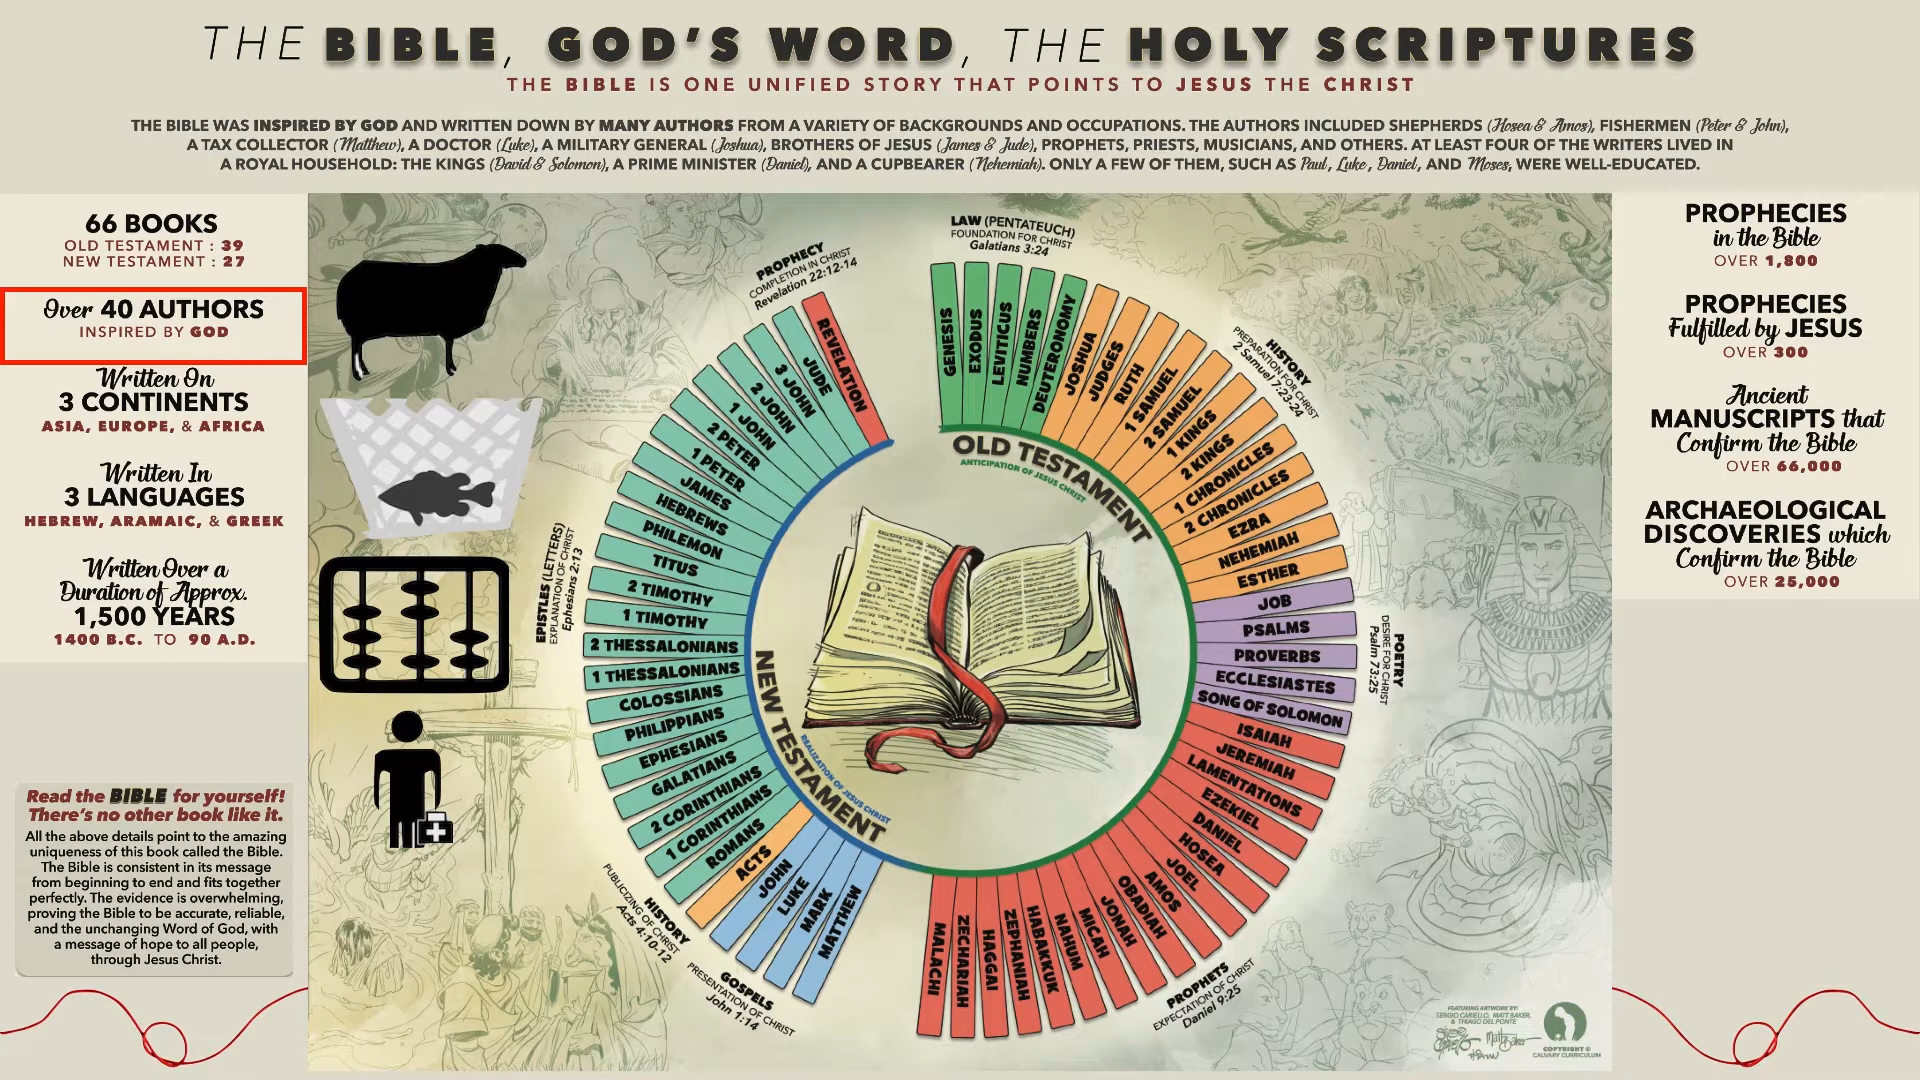 THE BIBLE, GOD'S WORD, THE HOLY SCRIPTURES
THE BIBLE IS ONE UNIFIED STORY THAT POINTS TO JESUS THE CHRIST
THE BIBLE WAS INSPIRED BY GOD AND WRITTEN DOWN BY MANY AUTHORS FROM A VARIETY OF BACKGROUNDS AND OCCUPATIONS. THE AUTHORS INCLUDED SHEPHERDS (Hosea & Amos), FISHERMEN (Peter & John),
A TAX COLLECTOR (Matthew), A DOCTOR (Luke), A MILITARY GENERAL (Joshua), BROTHERS OF JESUS (James & Jude), PROPHETS, PRIESTS, MUSICIANS, AND OTHERS. AT LEAST FOUR OF THE WRITERS LIVED IN
A ROYAL HOUSEHOLD: THE KINGS (David & Solomon), A PRIME MINISTER (Daniel), AND A CUPBEARER (Nehemiah). ONLY A FEW OF THEM, SUCH AS Paul, Luke, Daniel, AND Moses, WERE WELL-EDUCATED.
66 BOOKS
OLD TESTAMENT : 39
NEW TESTAMENT : 27
Over 40 AUTHORS
INSPIRED BY GOD
Written On
3 CONTINENTS
ASIA, EUROPE, & AFRICA
Written In
3 LANGUAGES
HEBREW, ARAMAIC, & GREEK
Written Over a
Duration of Approx.
1,500 YEARS
1400 B.C. TO 90 A.D.
Read the BIBLE for yourself!
There's no other book like it.
All the above details point to the amazing
uniqueness of this book called the Bible.
The Bible is consistent in its message
from beginning to end and fits together
perfectly. The evidence is overwhelming,
proving the Bible to be accurate, reliable,
and the unchanging Word of God, with
a message of hope to all people,
through Jesus Christ.
LAW (PENTATEUCH)
FOUNDATION FOR CHRIST
Galatians 3:24
GENESIS
EXODUS
LEVITICUS
NUMBERS
DEUTERONOMY
HISTORY
PREPARATION FOR CHRIST
2 Samuel 7:23-24
JOSHUA
JUDGES
RUTH
1 SAMUEL
2 SAMUEL
1 KINGS
2 KINGS
1 CHRONICLES
2 CHRONICLES
EZRA
NEHEMIAH
ESTHER
POETRY
DESIRE FOR CHRIST
Psalm 73:25
JOB
PSALMS
PROVERBS
ECCLESIASTES
SONG OF SOLOMON
ISAIAH
JEREMIAH
LAMENTATIONS
EZEKIEL
DANIEL
HOSEA
JOEL
AMOS
OBADIAH
JONAH
MICAH
NAHUM
HABAKKUK
ZEPHANIAH
HAGGAI
ZECHARIAH
MALACHI
PROPHETS
EXPECTATION OF CHRIST
Daniel 9:25
OLD TESTAMENT
ANTICIPATION OF JESUS CHRIST
NEW TESTAMENT
REALIZATION OF JESUS CHRIST
MATTHEW
MARK
LUKE
JOHN
GOSPELS
PRESENTATION OF CHRIST
John 1:14
ACTS
HISTORY
PUBLICIZING OF CHRIST
Acts 4:10-12
ROMANS
1 CORINTHIANS
2 CORINTHIANS
GALATIANS
EPHESIANS
PHILIPPIANS
COLOSSIANS
1 THESSALONIANS
2 THESSALONIANS
1 TIMOTHY
2 TIMOTHY
TITUS
PHILEMON
HEBREWS
JAMES
1 PETER
2 PETER
1 JOHN
2 JOHN
3 JOHN
JUDE
EPISTLES (LETTERS)
EXPLANATION OF CHRIST
Ephesians 2:13
REVELATION
PROPHECY
COMPLETION IN CHRIST
Revelation 22:12-14
PROPHECIES
in the Bible
OVER 1,800
PROPHECIES
Fulfilled by JESUS
OVER 300
Ancient
MANUSCRIPTS that
Confirm the Bible
OVER 66,000
ARCHAEOLOGICAL
DISCOVERIES which
Confirm the Bible
OVER 25,000
FEATURING ARTWORK BY:
SERGIO CARIELLO, MATT BAKER,
& THIAGO DEL PONTE
COPYRIGHT ©
CALVARY CURRICULUM